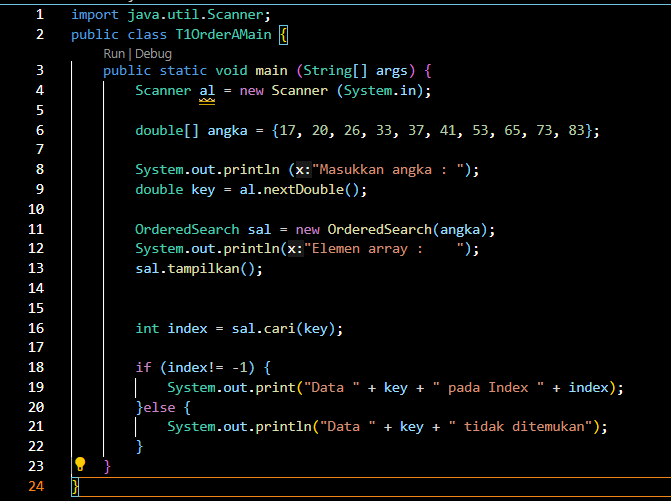 1 import java.util.Scanner;
2 public class T1OrderAMain {
Run | Debug
3 public static void main (String[] args) {
4 Scanner al = new Scanner (System.in);
5
6 double[] angka = {17, 20, 26, 33, 37, 41, 53, 65, 73, 83};
7
8 System.out.println (x:"Masukkan angka : ");
9 double key = al.nextDouble();
10
11 OrderedSearch sal = new OrderedSearch(angka);
12 System.out.println(x:"Elemen array :    ");
13 sal.tampilkan();
14
15
16 int index = sal.cari(key);
17
18 if (index!= -1) {
19 System.out.print("Data " + key + " pada Index " + index);
20 }else {
21 System.out.println("Data " + key + " tidak ditemukan");
22 }
23 }
24 }